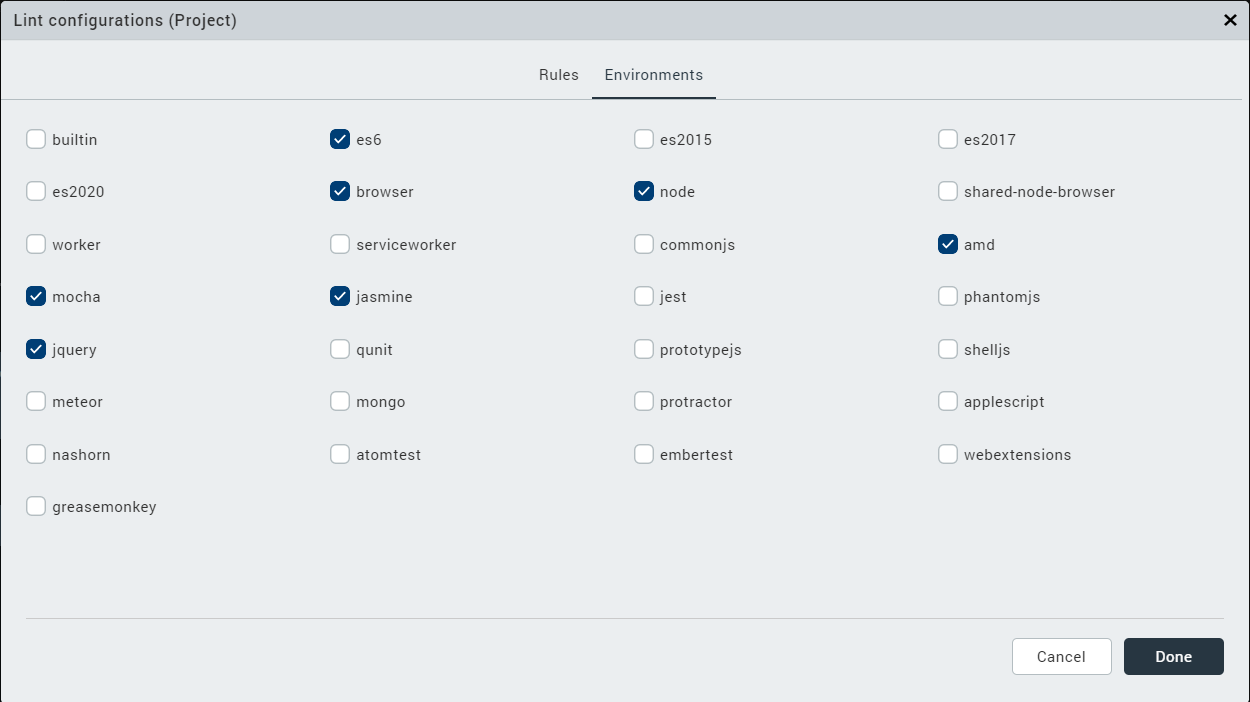 Lint configurations (Project)
Rules Environments
builtin es6 es2015 es2017
es2020 browser node shared-node-browser
worker serviceworker commonjs amd
mocha jasmine jest phantomjs
jquery qunit prototypejs shelljs
meteor mongo protractor applescript
nashorn atomtest embertest webextensions
greasemonkey
Cancel Done